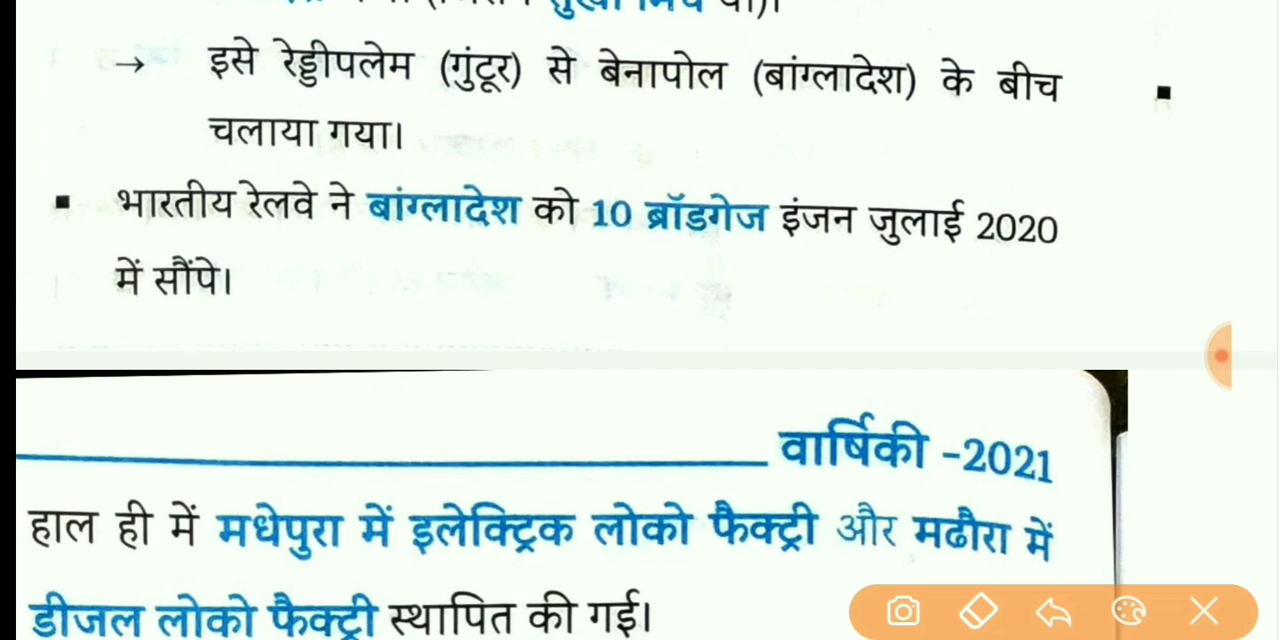 → इसे रेड्डीपलेम (गुंटूर) से बेनापोल (बांग्लादेश) के बीच
चलाया गया।
▪ भारतीय रेलवे ने बांग्लादेश को 10 ब्रॉडगेज इंजन जुलाई 2020
में सौंपे।
वार्षिकी -2021
हाल ही में मधेपुरा में इलेक्ट्रिक लोको फैक्ट्री और मढौरा में
डीजल लोको फैक्ट्री स्थापित की गई।